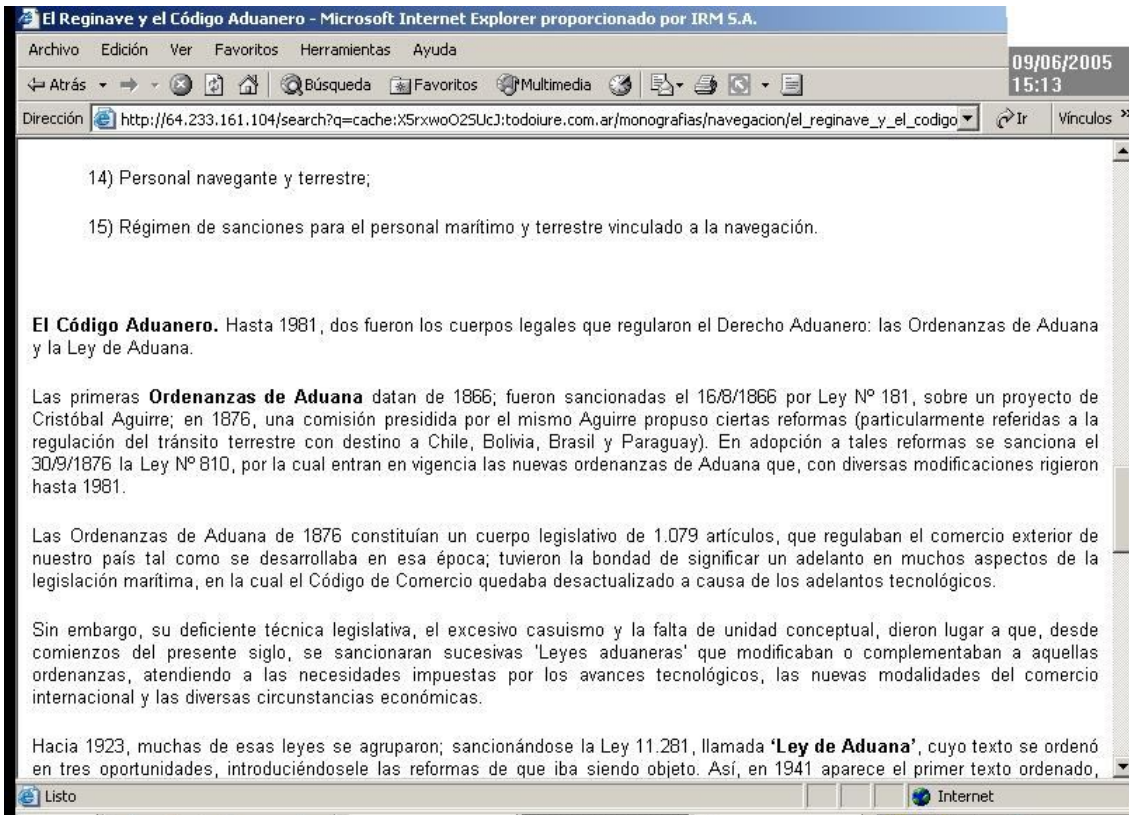 El Reginave y el Código Aduanero - Microsoft Internet Explorer proporcionado por IRM S.A.
Archivo Edición Ver Favoritos Herramientas Ayuda
09/06/2005
15:13
Atrás Búsqueda Favoritos Multimedia
Dirección http://64.233.161.104/search?q=cache:X5rxwoO2SUcJ:todoiure.com.ar/monografias/navegacion/el_reginave_y_el_codigo Ir Vínculos »
14) Personal navegante y terrestre;
15) Régimen de sanciones para el personal marítimo y terrestre vinculado a la navegación.
El Código Aduanero. Hasta 1981, dos fueron los cuerpos legales que regularon el Derecho Aduanero: las Ordenanzas de Aduana
y la Ley de Aduana.
Las primeras Ordenanzas de Aduana datan de 1866; fueron sancionadas el 16/8/1866 por Ley Nº 181, sobre un proyecto de
Cristóbal Aguirre; en 1876, una comisión presidida por el mismo Aguirre propuso ciertas reformas (particularmente referidas a la
regulación del tránsito terrestre con destino a Chile, Bolivia, Brasil y Paraguay). En adopción a tales reformas se sanciona el
30/9/1876 la Ley Nº 810, por la cual entran en vigencia las nuevas ordenanzas de Aduana que, con diversas modificaciones rigieron
hasta 1981.
Las Ordenanzas de Aduana de 1876 constituían un cuerpo legislativo de 1.079 artículos, que regulaban el comercio exterior de
nuestro país tal como se desarrollaba en esa época; tuvieron la bondad de significar un adelanto en muchos aspectos de la
legislación marítima, en la cual el Código de Comercio quedaba desactualizado a causa de los adelantos tecnológicos.
Sin embargo, su deficiente técnica legislativa, el excesivo casuismo y la falta de unidad conceptual, dieron lugar a que, desde
comienzos del presente siglo, se sancionaran sucesivas 'Leyes aduaneras' que modificaban o complementaban a aquellas
ordenanzas, atendiendo a las necesidades impuestas por los avances tecnológicos, las nuevas modalidades del comercio
internacional y las diversas circunstancias económicas.
Hacia 1923, muchas de esas leyes se agruparon; sancionándose la Ley 11.281, llamada 'Ley de Aduana', cuyo texto se ordenó
en tres oportunidades, introduciéndosele las reformas de que iba siendo objeto. Así, en 1941 aparece el primer texto ordenado,
Listo Internet